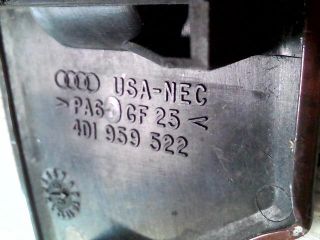 USA-NEC
>PA6-GF 25<
4D1 959 522